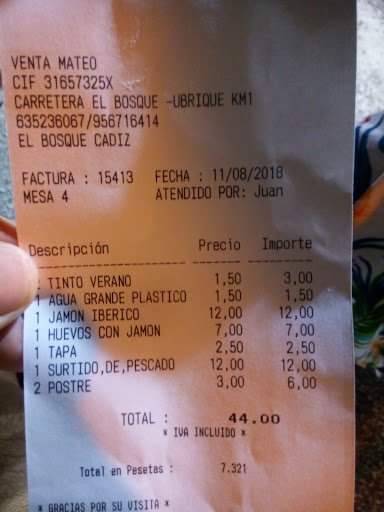 VENTA MATEO
CIF 31657325X
CARRETERA EL BOSQUE -UBRIQUE KM1
635236067/956716414
EL BOSQUE CADIZ
FACTURA : 15413 FECHA : 11/08/2018
MESA 4 ATENDIDO POR: Juan
Descripción Precio Importe
TINTO VERANO 1,50 3,00
1 AGUA GRANDE PLASTICO 1,50 1,50
1 JAMON IBERICO 12,00 12,00
1 HUEVOS CON JAMON 7,00 7,00
1 TAPA 2,50 2,50
1 SURTIDO,DE,PESCADO 12,00 12,00
2 POSTRE 3,00 6,00
TOTAL : 44.00
* IVA INCLUIDO *
Total en Pesetas : 7.321
* GRACIAS POR SU VISITA *